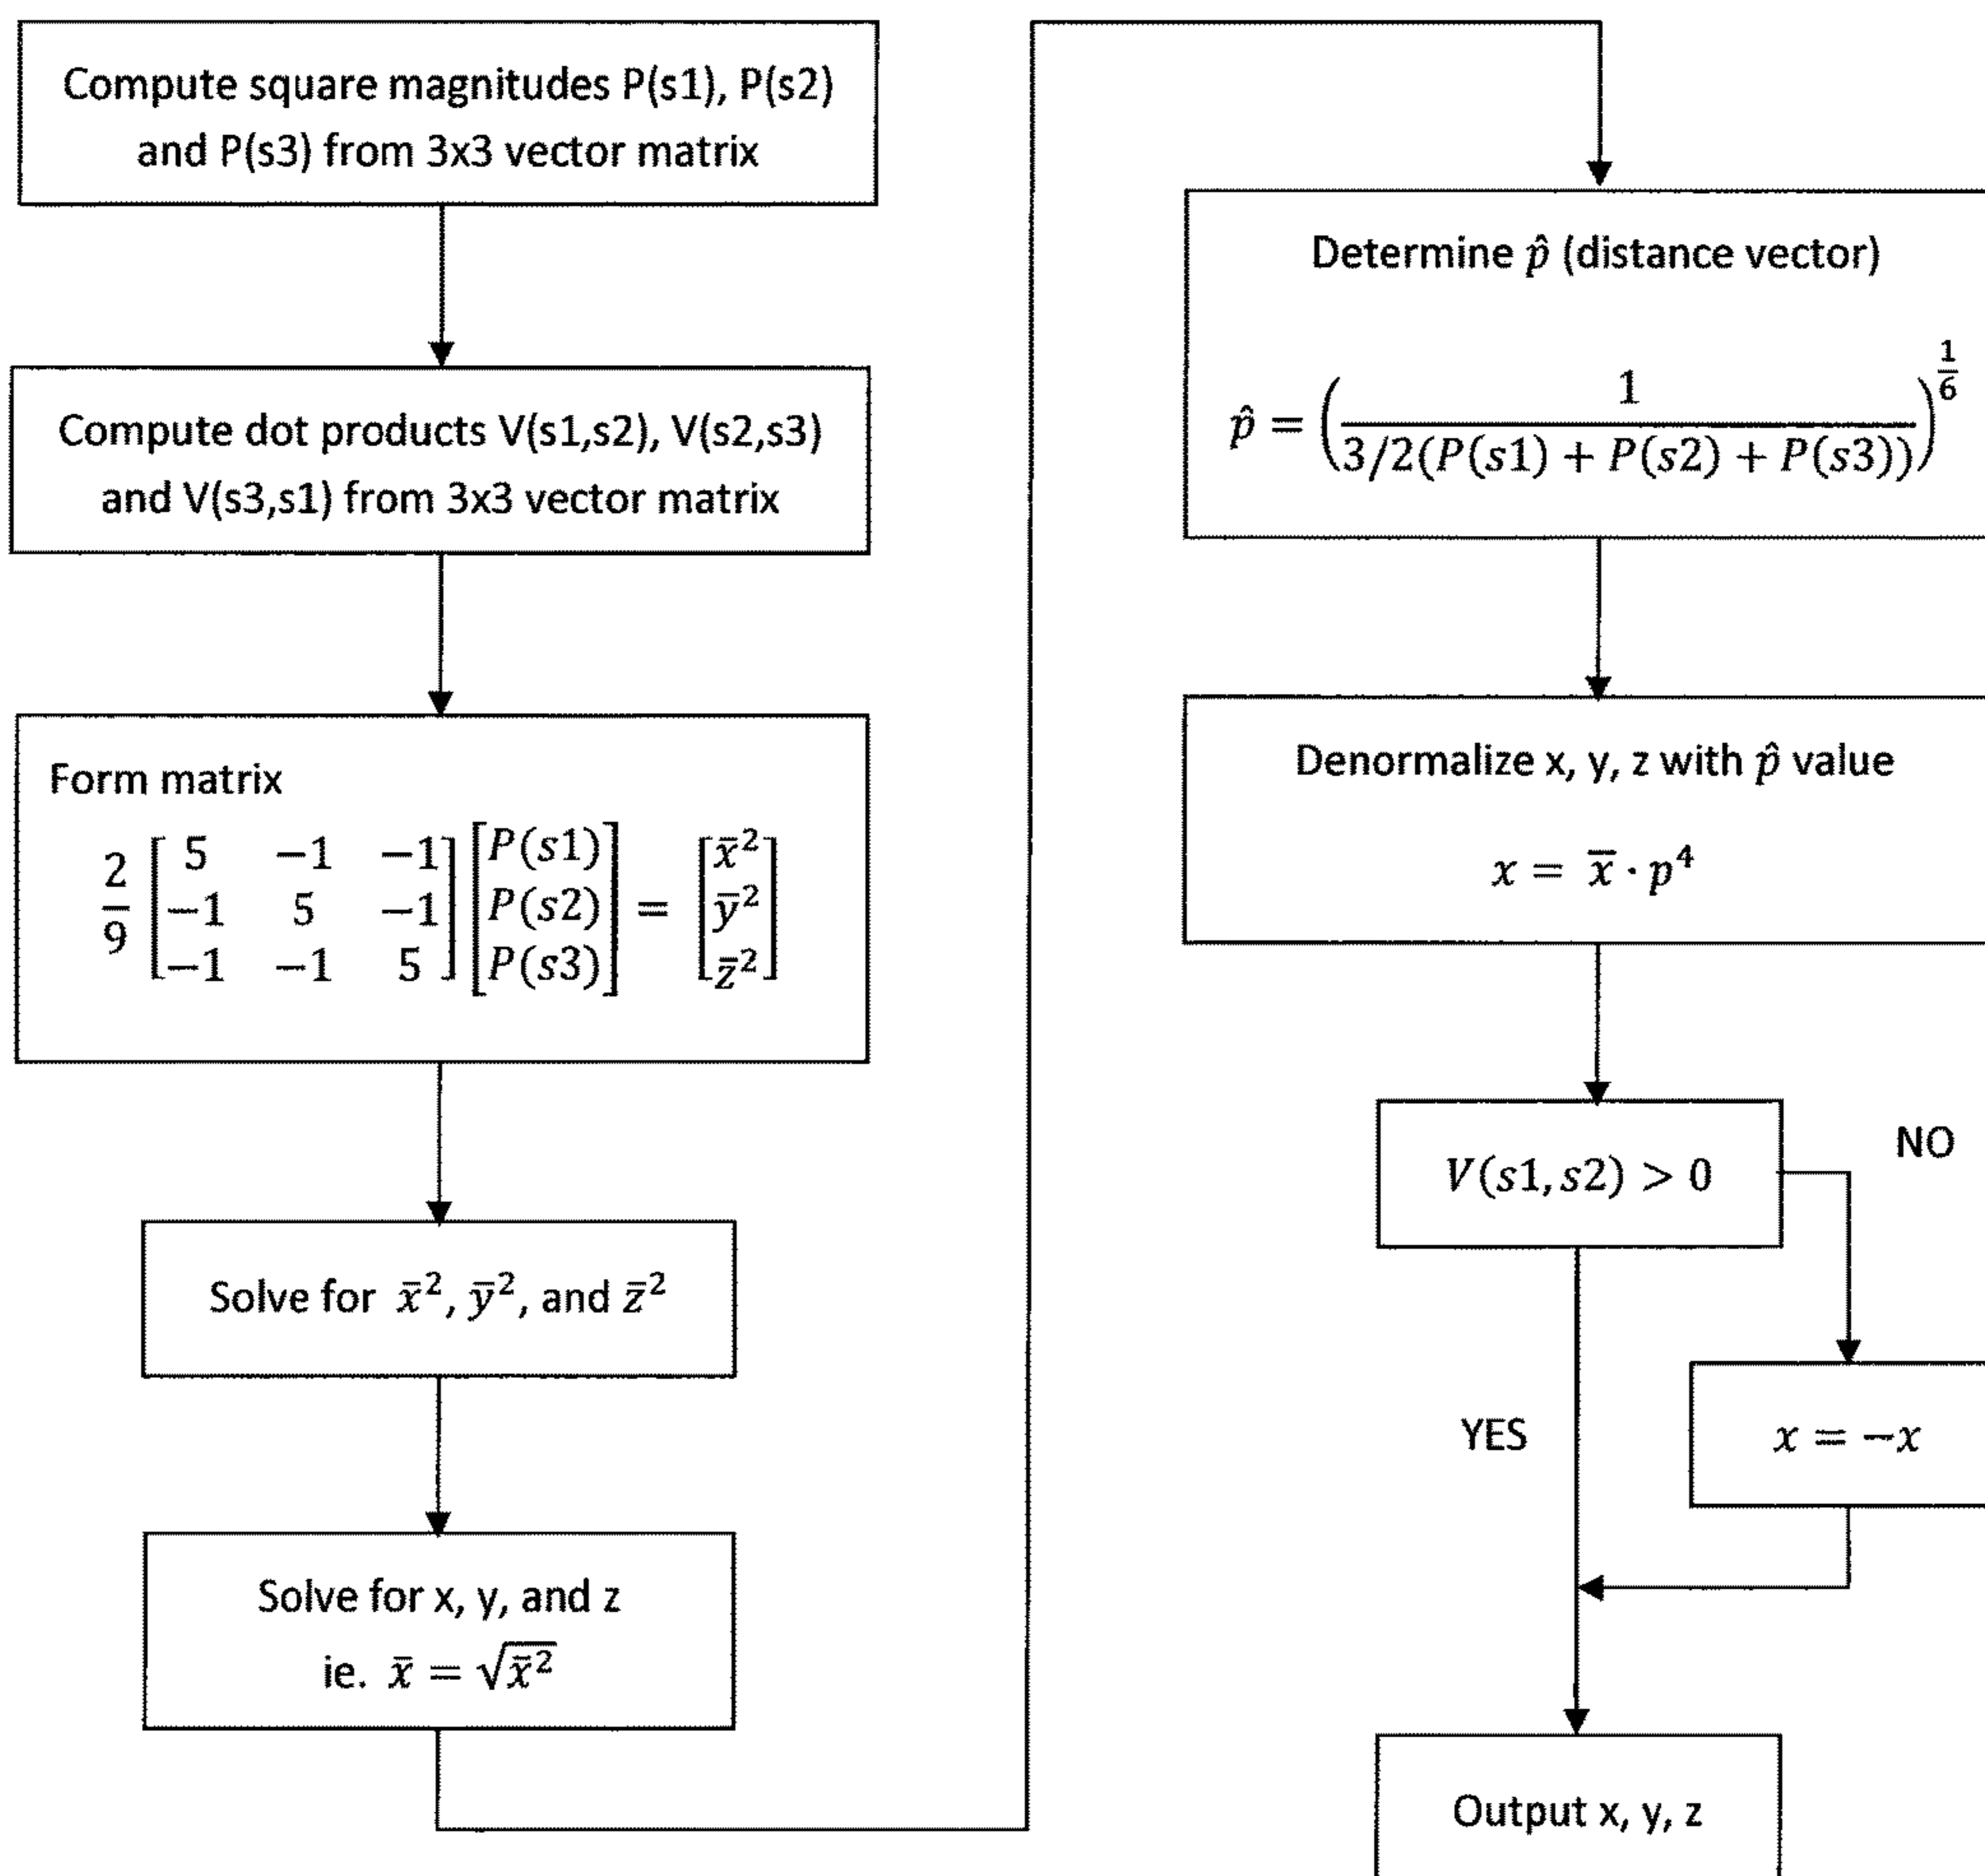 Compute square magnitudes P(s1), P(s2)
and P(s3) from 3x3 vector matrix
Compute dot products V(s1,s2), V(s2,s3)
and V(s3,s1) from 3x3 vector matrix
Form matrix
2/9 [5 −1 −1; −1 5 −1; −1 −1 5] [P(s1); P(s2); P(s3)] = [x̄²; ȳ²; z̄²]
Solve for x̄², ȳ², and z̄²
Solve for x, y, and z
ie. x̄ = √x̄²
Determine p̂ (distance vector)
p̂ = (1 / 3/2(P(s1) + P(s2) + P(s3)))^(1/6)
Denormalize x, y, z with p̂ value
x = x̄ · p⁴
V(s1, s2) > 0
NO
YES
x = −x
Output x, y, z